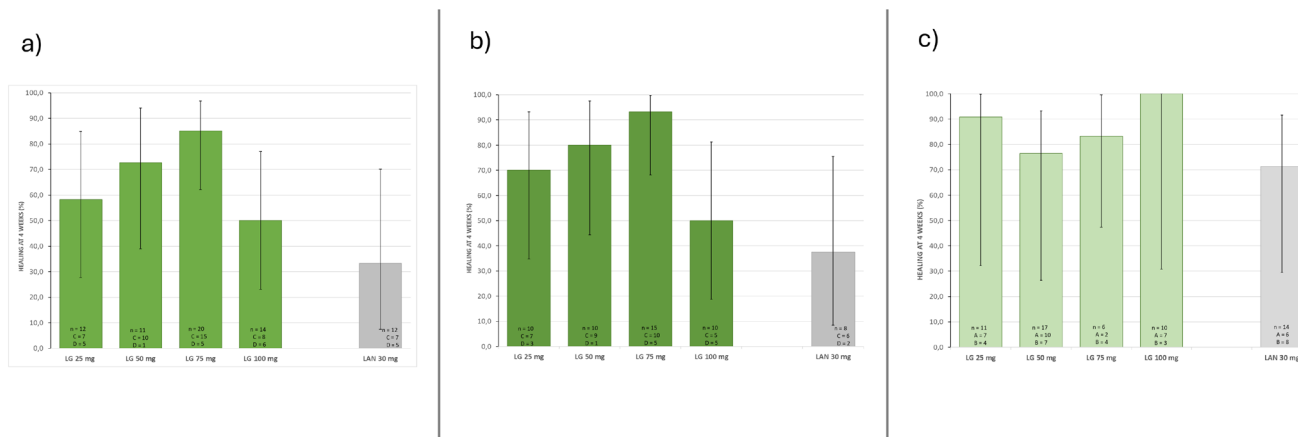 a)
100,0
90,0
80,0
70,0
60,0
50,0
40,0
30,0
20,0
10,0
0,0
HEALING AT 4 WEEKS (%)
n = 12
C = 7
D = 5
n = 11
C = 10
D = 1
n = 20
C = 15
D = 5
n = 14
C = 8
D = 6
n = 12
C = 7
D = 5
LG 25 mg
LG 50 mg
LG 75 mg
LG 100 mg
LAN 30 mg
b)
100,0
90,0
80,0
70,0
60,0
50,0
40,0
30,0
20,0
10,0
0,0
HEALING AT 4 WEEKS (%)
n = 10
C = 7
D = 3
n = 10
C = 9
D = 1
n = 15
C = 10
D = 5
n = 10
C = 5
D = 5
n = 8
C = 6
D = 2
LG 25 mg
LG 50 mg
LG 75 mg
LG 100 mg
LAN 30 mg
c)
100,0
90,0
80,0
70,0
60,0
50,0
40,0
30,0
20,0
10,0
0,0
HEALING AT 4 WEEKS (%)
n = 11
A = 7
B = 4
n = 17
A = 10
B = 7
n = 6
A = 2
B = 4
n = 10
A = 7
B = 3
n = 14
A = 6
B = 8
LG 25 mg
LG 50 mg
LG 75 mg
LG 100 mg
LAN 30 mg